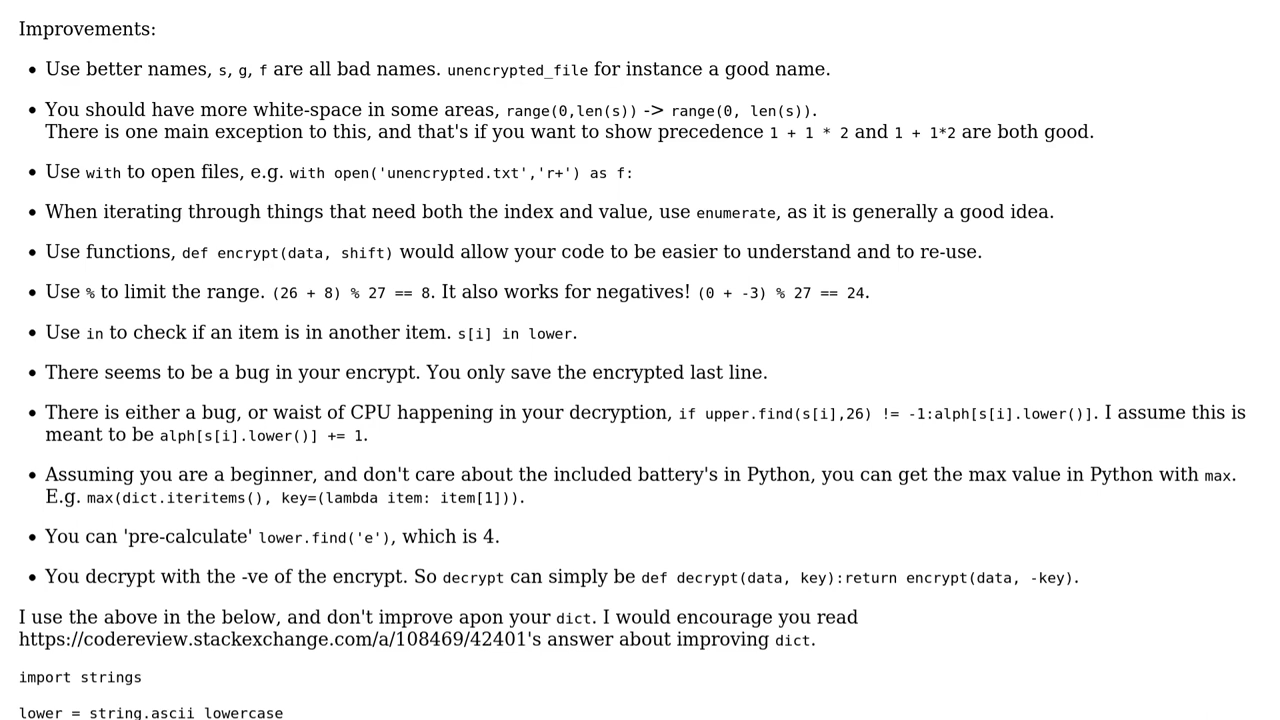 Improvements:
Use better names, s, g, f are all bad names. unencrypted_file for instance a good name.
You should have more white-space in some areas, range(0,len(s)) -> range(0, len(s)).
There is one main exception to this, and that's if you want to show precedence 1 + 1 * 2 and 1 + 1*2 are both good.
Use with to open files, e.g. with open('unencrypted.txt','r+') as f:
When iterating through things that need both the index and value, use enumerate, as it is generally a good idea.
Use functions, def encrypt(data, shift) would allow your code to be easier to understand and to re-use.
Use % to limit the range. (26 + 8) % 27 == 8. It also works for negatives! (0 + -3) % 27 == 24.
Use in to check if an item is in another item. s[i] in lower.
There seems to be a bug in your encrypt. You only save the encrypted last line.
There is either a bug, or waist of CPU happening in your decryption, if upper.find(s[i],26) != -1:alph[s[i].lower()]. I assume this is
meant to be alph[s[i].lower()] += 1.
Assuming you are a beginner, and don't care about the included battery's in Python, you can get the max value in Python with max.
E.g. max(dict.iteritems(), key=(lambda item: item[1])).
You can 'pre-calculate' lower.find('e'), which is 4.
You decrypt with the -ve of the encrypt. So decrypt can simply be def decrypt(data, key):return encrypt(data, -key).
I use the above in the below, and don't improve apon your dict. I would encourage you read
https://codereview.stackexchange.com/a/108469/42401's answer about improving dict.
import strings
lower = string.ascii_lowercase